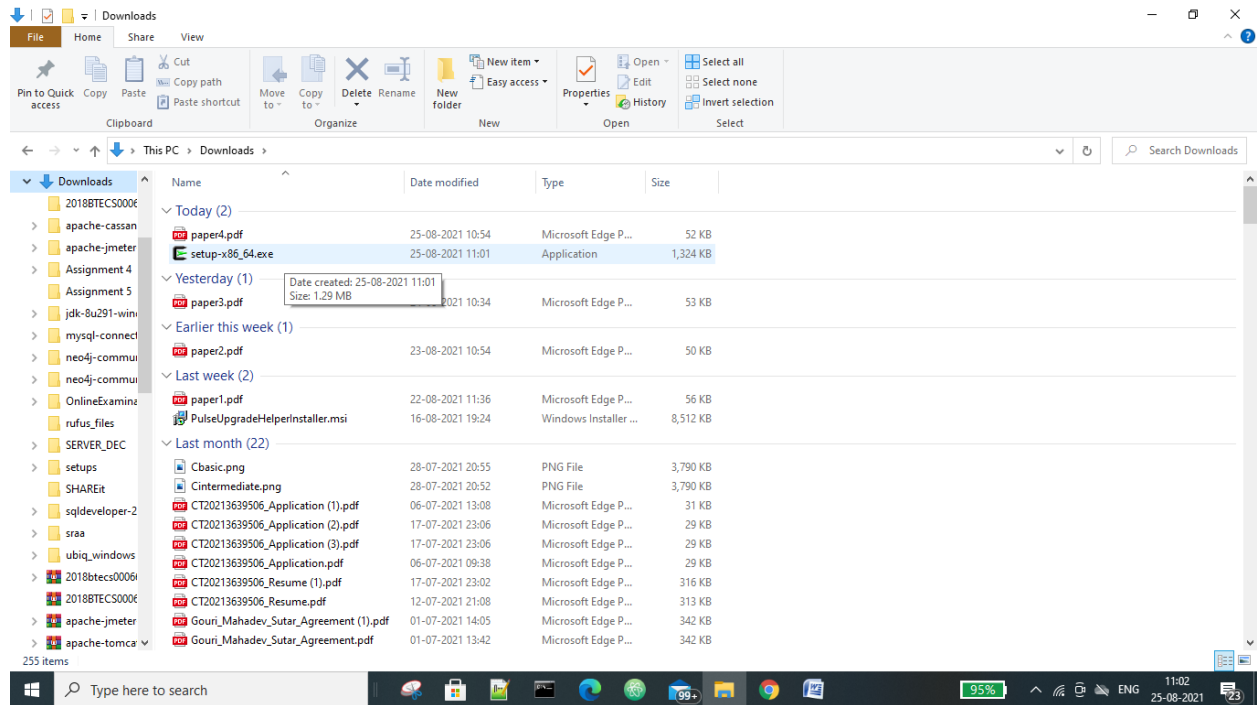 Downloads
File Home Share View
Pin to Quick access
Copy
Paste
Cut
Copy path
Paste shortcut
Clipboard
Move to
Copy to
Delete
Rename
Organize
New folder
New item
Easy access
New
Properties
Open
Edit
History
Open
Select all
Select none
Invert selection
Select
This PC > Downloads >
Search Downloads
Downloads
2018BTECS0006
apache-cassan
apache-jmeter
Assignment 4
Assignment 5
jdk-8u291-win
mysql-connect
neo4j-commu
neo4j-commu
OnlineExamina
rufus_files
SERVER_DEC
setups
SHAREit
sqldeveloper-2
sraa
ubiq_windows
2018btecs0006
2018BTECS0006
apache-jmeter
apache-tomca
Name Date modified Type Size
Today (2)
paper4.pdf 25-08-2021 10:54 Microsoft Edge P... 52 KB
setup-x86_64.exe 25-08-2021 11:01 Application 1,324 KB
Yesterday (1)
Date created: 25-08-2021 11:01
Size: 1.29 MB
paper3.pdf 2021 10:34 Microsoft Edge P... 53 KB
Earlier this week (1)
paper2.pdf 23-08-2021 10:54 Microsoft Edge P... 50 KB
Last week (2)
paper1.pdf 22-08-2021 11:36 Microsoft Edge P... 56 KB
PulseUpgradeHelperInstaller.msi 16-08-2021 19:24 Windows Installer ... 8,512 KB
Last month (22)
Cbasic.png 28-07-2021 20:55 PNG File 3,790 KB
Cintermediate.png 28-07-2021 20:52 PNG File 3,790 KB
CT20213639506_Application (1).pdf 06-07-2021 13:08 Microsoft Edge P... 31 KB
CT20213639506_Application (2).pdf 17-07-2021 23:06 Microsoft Edge P... 29 KB
CT20213639506_Application (3).pdf 17-07-2021 23:06 Microsoft Edge P... 29 KB
CT20213639506_Application.pdf 06-07-2021 09:38 Microsoft Edge P... 29 KB
CT20213639506_Resume (1).pdf 17-07-2021 23:02 Microsoft Edge P... 316 KB
CT20213639506_Resume.pdf 12-07-2021 21:08 Microsoft Edge P... 313 KB
Gouri_Mahadev_Sutar_Agreement (1).pdf 01-07-2021 14:05 Microsoft Edge P... 342 KB
Gouri_Mahadev_Sutar_Agreement.pdf 01-07-2021 13:42 Microsoft Edge P... 342 KB
255 items
Type here to search
99+
95%
ENG
11:02
25-08-2021
23